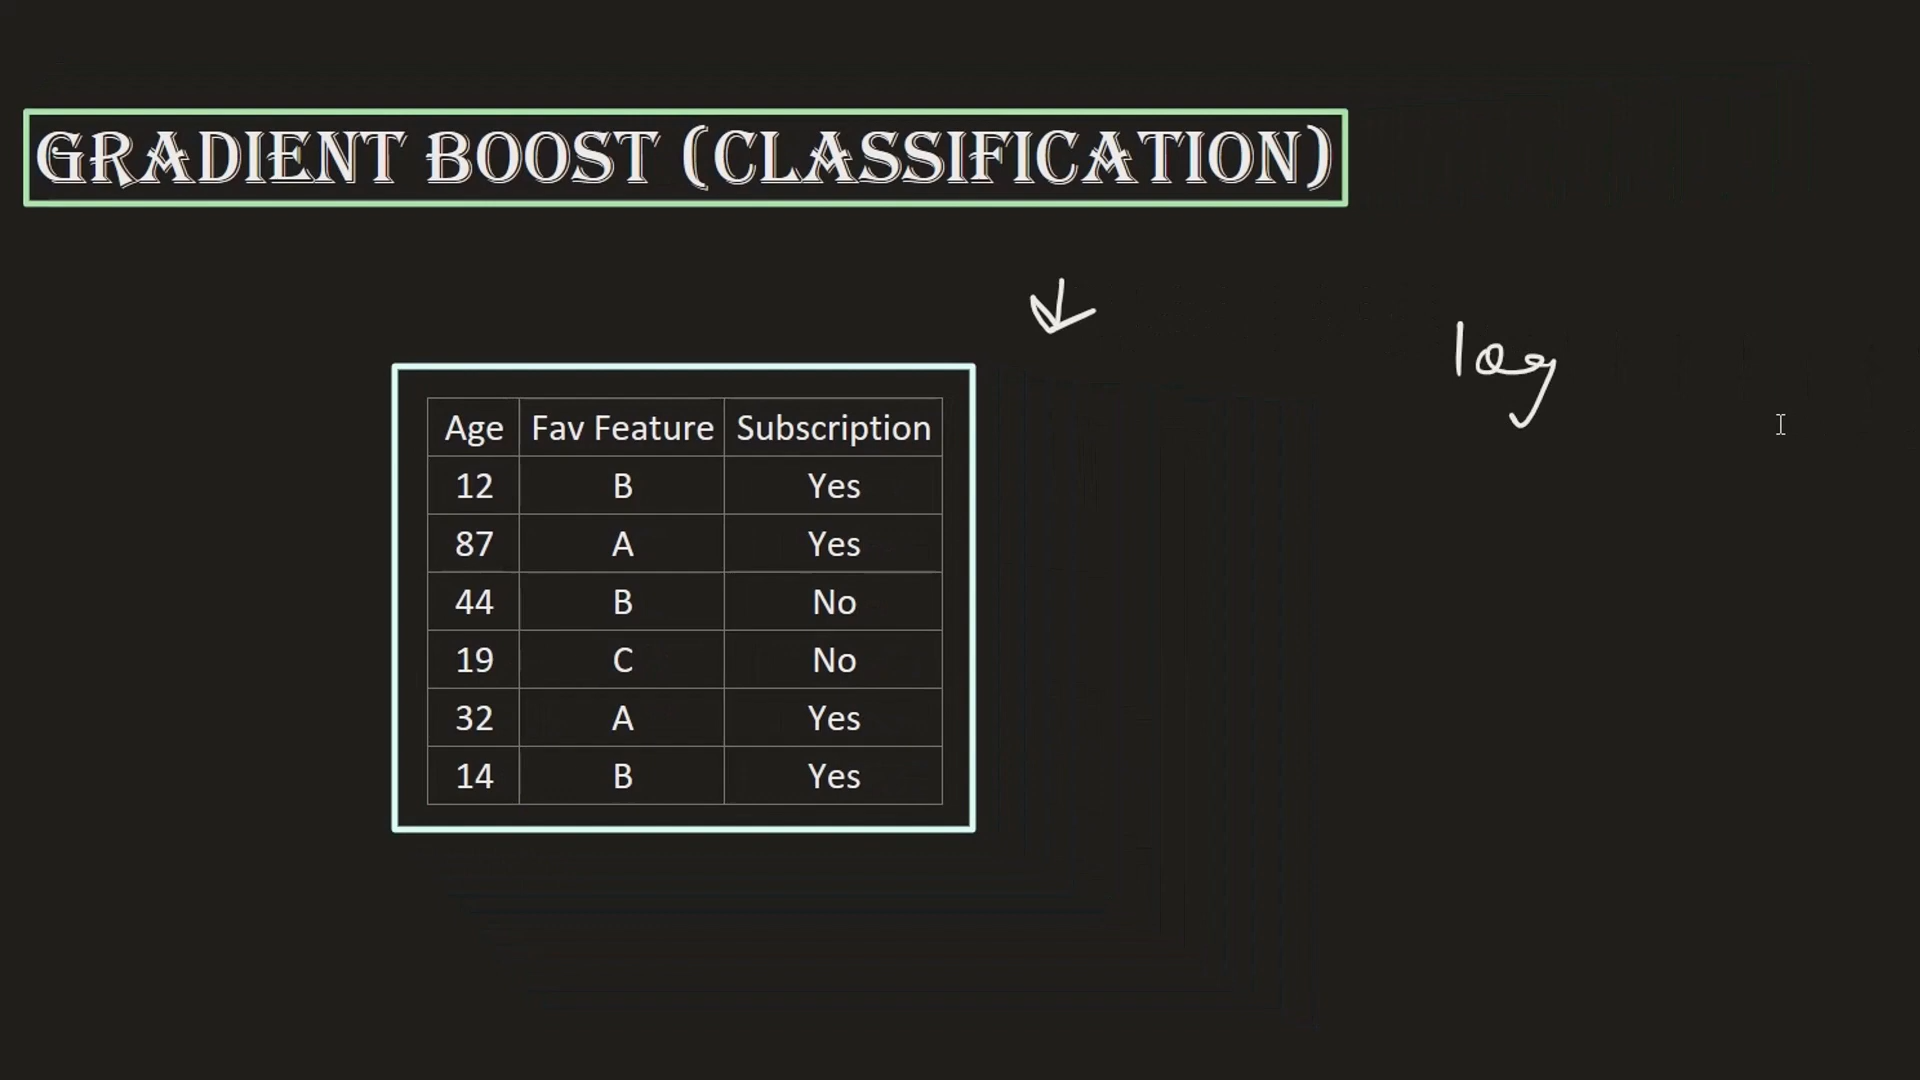 GRADIENT BOOST (CLASSIFICATION)
log
Age Fav Feature Subscription
12 B Yes
87 A Yes
44 B No
19 C No
32 A Yes
14 B Yes